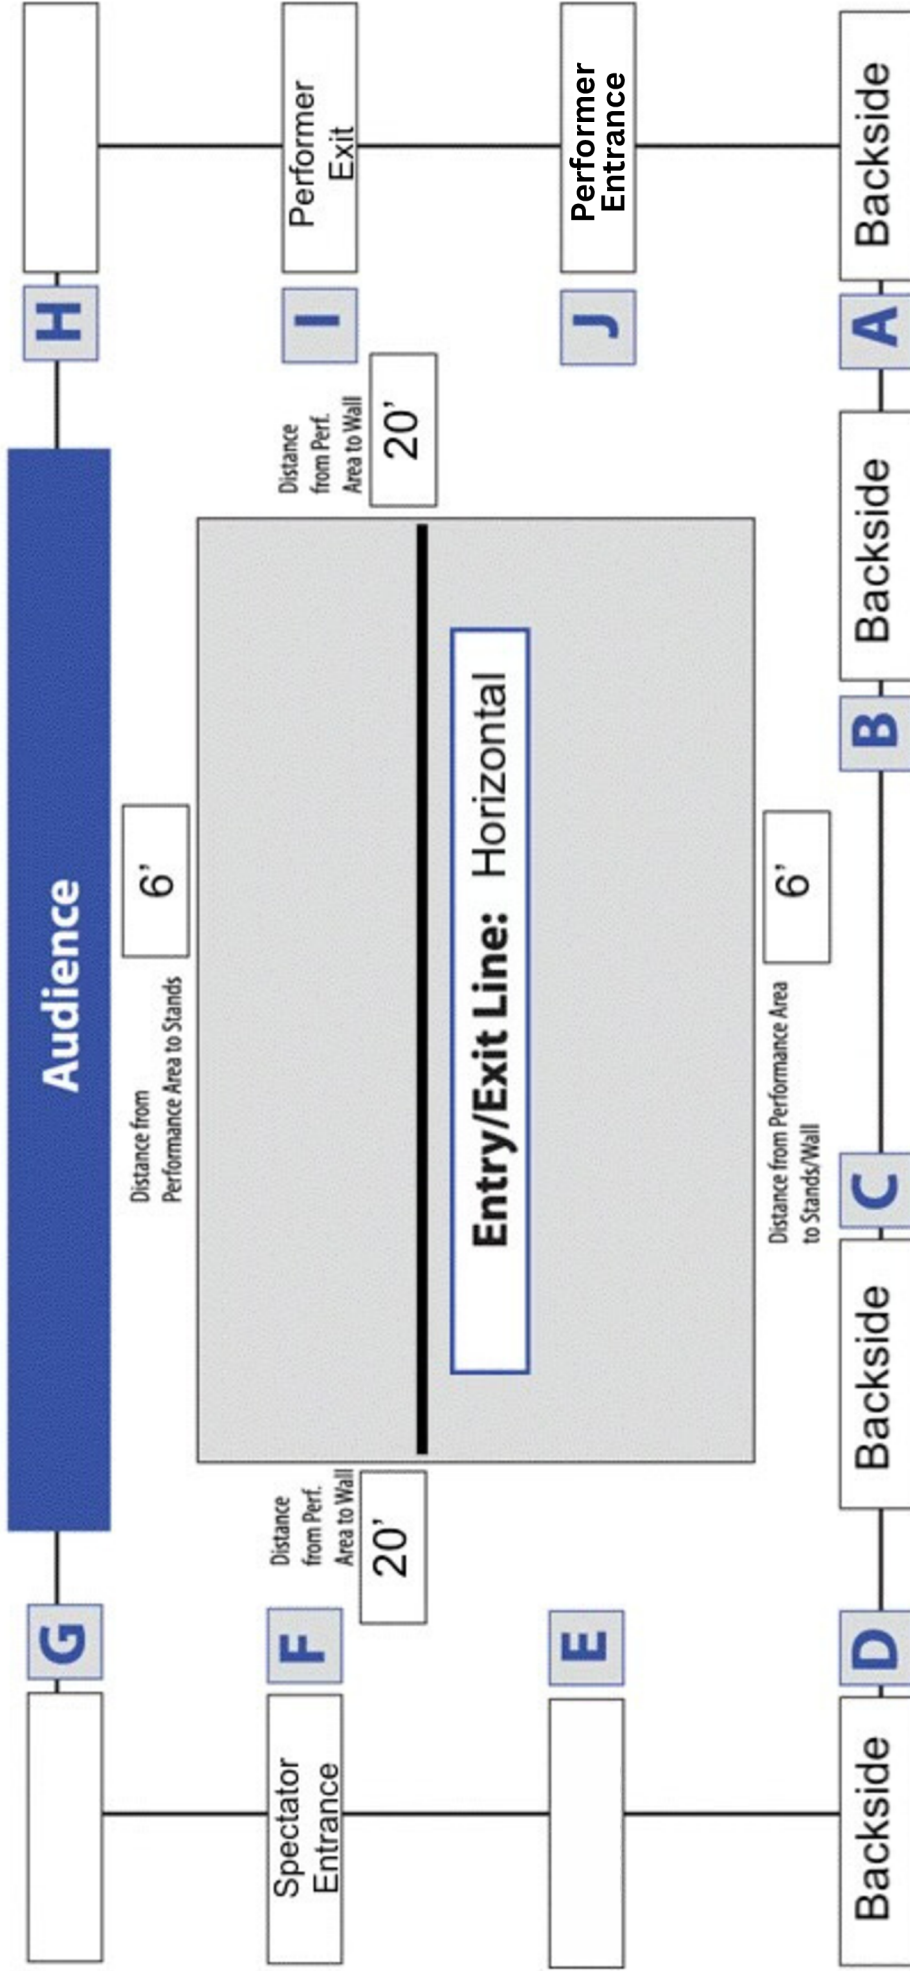 Audience
G
H
Distance from
Performance Area to Stands
6’
Spectator
Entrance
F
Distance
from Perf.
Area to Wall
20’
Distance
from Perf.
Area to Wall
20’
I
Performer
Exit
Entry/Exit Line: Horizontal
E
J
Performer
Entrance
Distance from Performance Area
to Stands/Wall
6’
Backside
D
Backside
C
B
Backside
A
Backside